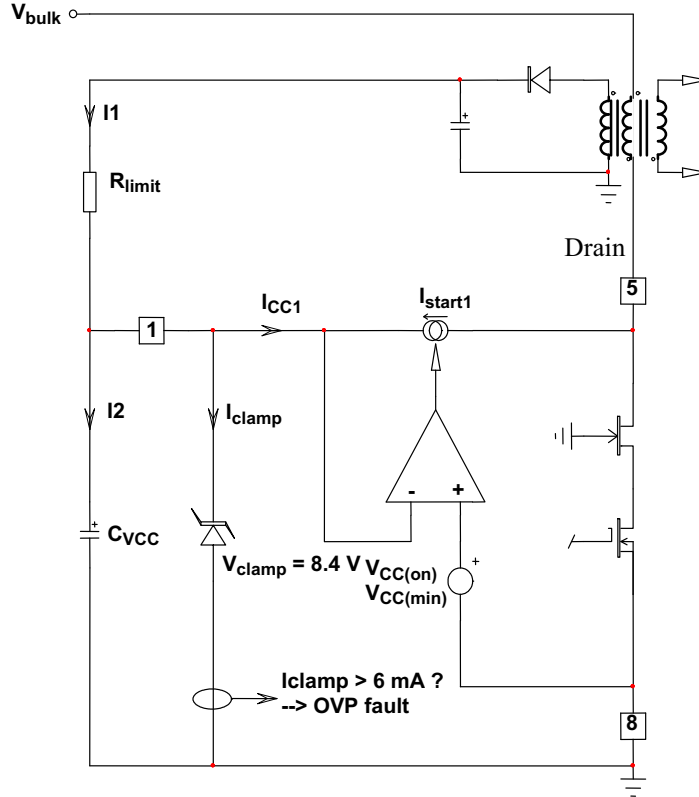 Vbulk
I1
Rlimit
Drain
5
ICC1
Istart1
1
I2
Iclamp
- +
CVCC
Vclamp = 8.4 V VCC(on)
VCC(min)
Iclamp > 6 mA ?
--> OVP fault
8